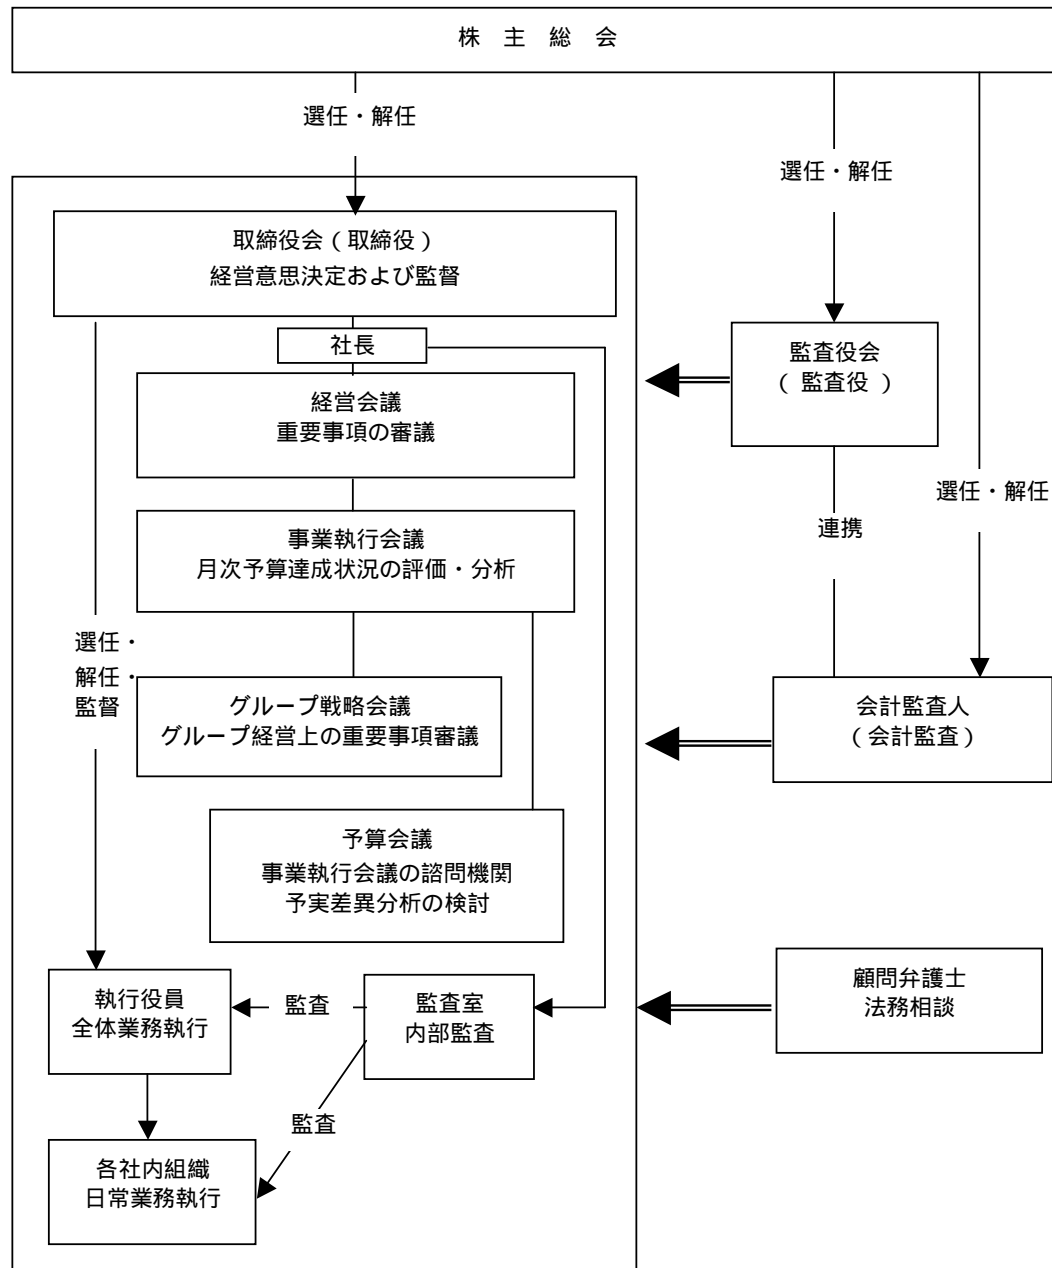 株　主　総　会
選任・解任
選任・解任
取締役会（取締役）
経営意思決定および監督
社長
監査役会
（ 監査役 ）
経営会議
重要事項の審議
選任・解任
連携
事業執行会議
月次予算達成状況の評価・分析
選任・
解任・
監督
グループ戦略会議
グループ経営上の重要事項審議
会計監査人
（会計監査）
予算会議
事業執行会議の諮問機関
予実差異分析の検討
執行役員
全体業務執行
監査
監査室
内部監査
顧問弁護士
法務相談
監査
各社内組織
日常業務執行